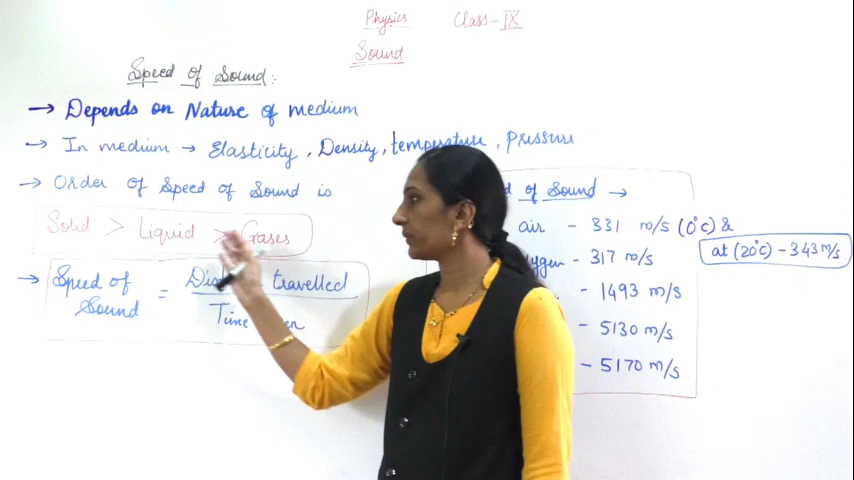 Physics Class-IX
Sound
Speed of Sound:-
→ Depends on Nature of medium
→ In medium → Elasticity, Density, temperature, pressure
→ Order of Speed of Sound is
Solid > Liquid > Gases
→ Speed of Sound = travelled
Time
of Sound →
air - 331 m/s (0°C) &
at (20°C) - 343 m/s
- 317 m/s
- 1493 m/s
- 5130 m/s
- 5170 m/s